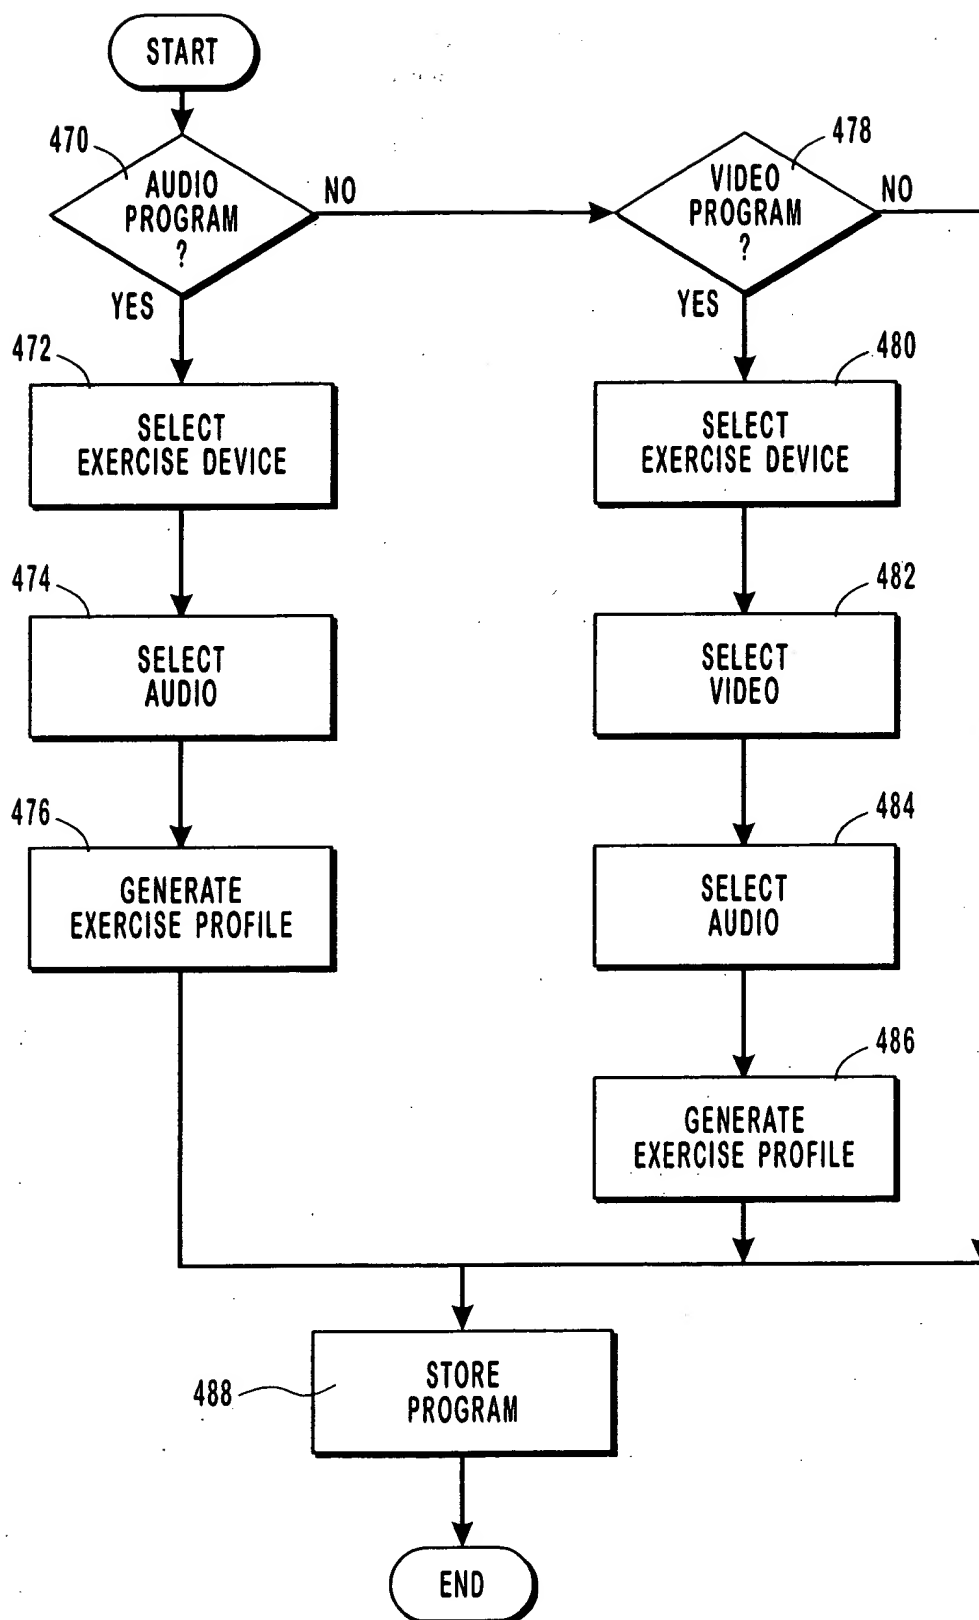 START
470
AUDIO
PROGRAM
?
NO
YES
478
VIDEO
PROGRAM
?
NO
YES
472
SELECT
EXERCISE DEVICE
480
SELECT
EXERCISE DEVICE
474
SELECT
AUDIO
482
SELECT
VIDEO
476
GENERATE
EXERCISE PROFILE
484
SELECT
AUDIO
486
GENERATE
EXERCISE PROFILE
488
STORE
PROGRAM
END